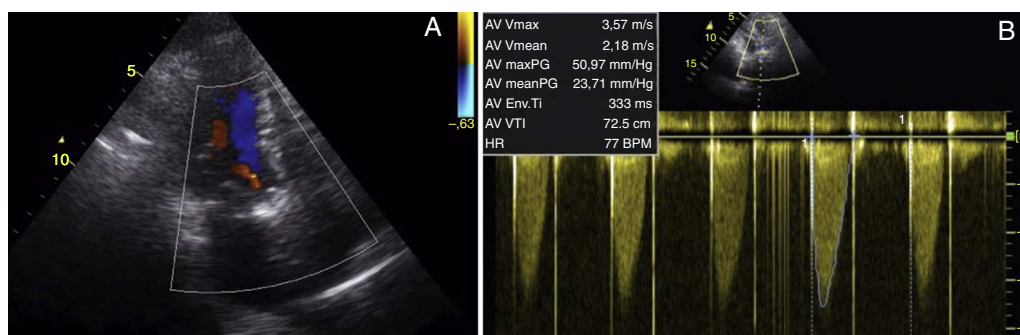 A
5
10
–,63
AV Vmax 3,57 m/s
AV Vmean 2,18 m/s
AV maxPG 50,97 mm/Hg
AV meanPG 23,71 mm/Hg
AV Env.Ti 333 ms
AV VTI 72.5 cm
HR 77 BPM
5
10
15
B
1
1